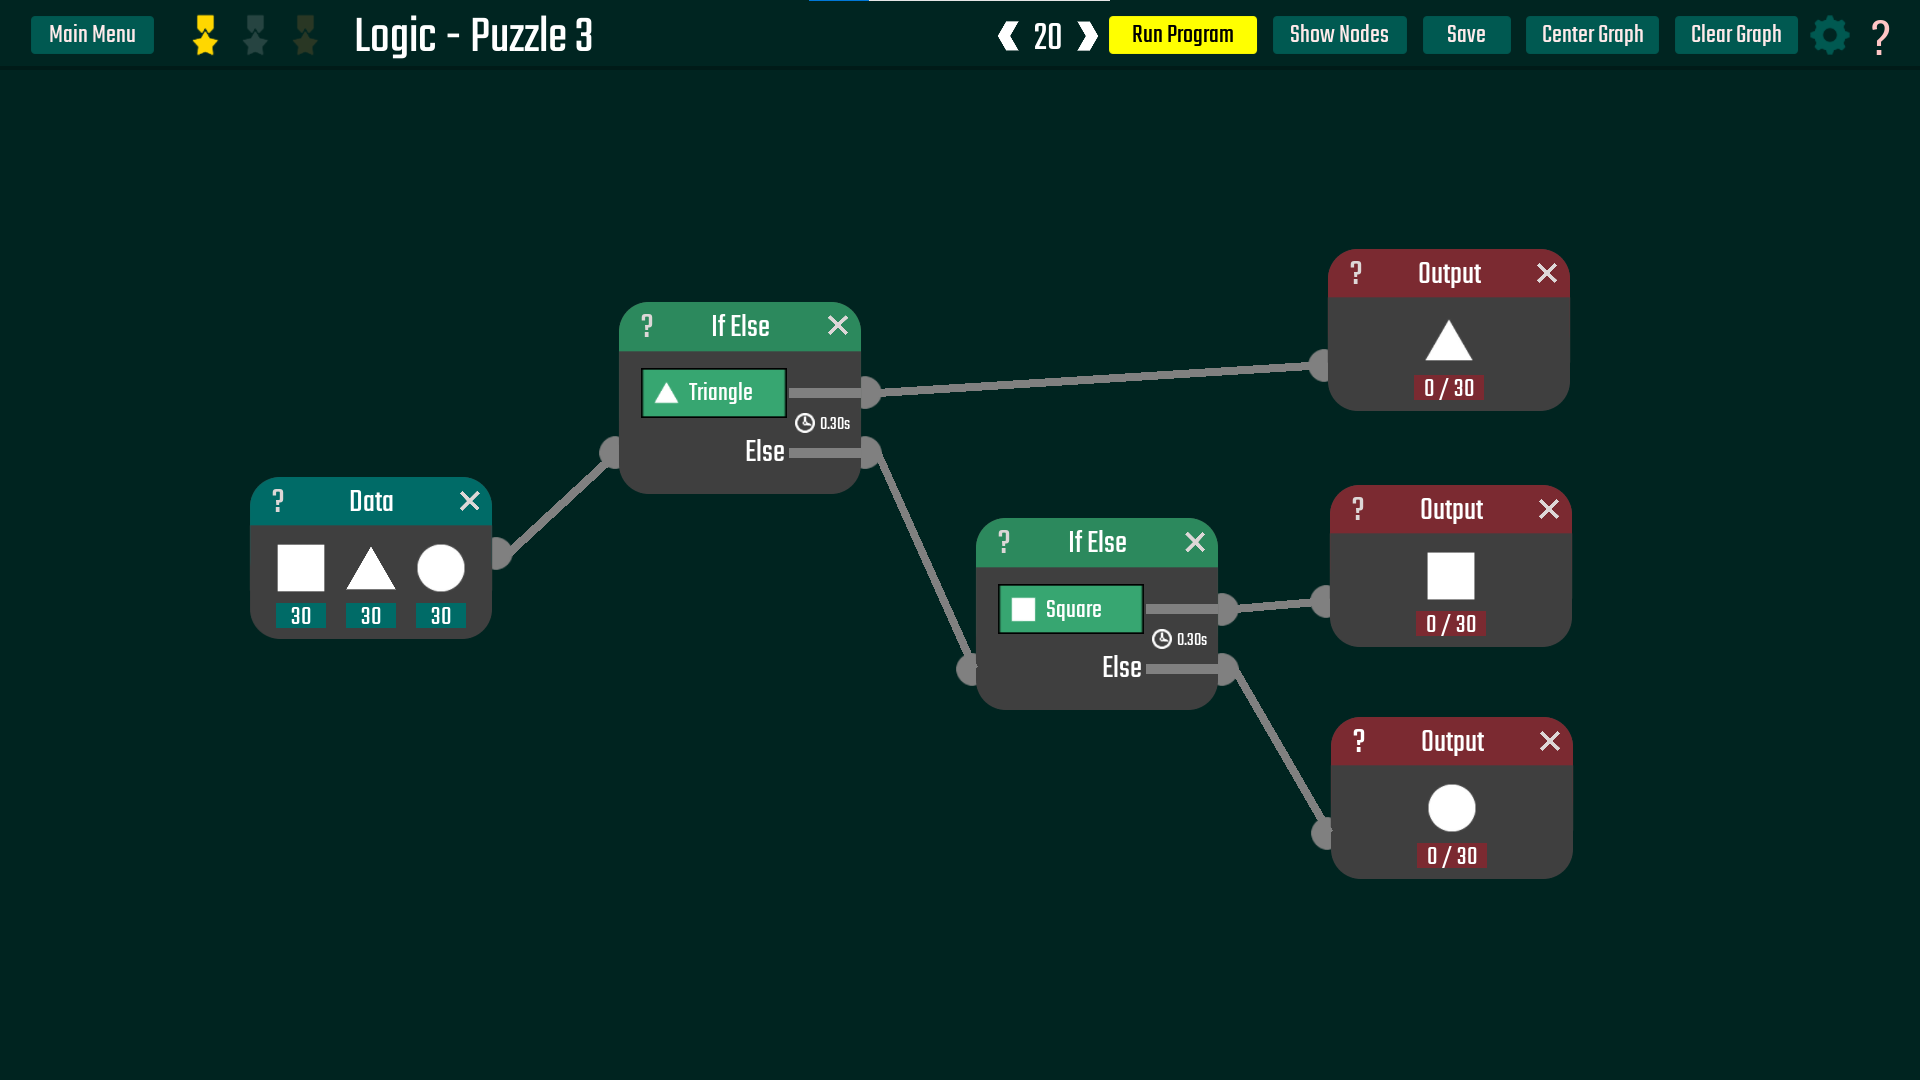 Main Menu
Logic - Puzzle 3
20
Run Program
Show Nodes
Save
Center Graph
Clear Graph
?
? Data
30 30 30
? If Else
Triangle
0.30s
Else
? If Else
Square
0.30s
Else
? Output
0 / 30
? Output
0 / 30
? Output
0 / 30